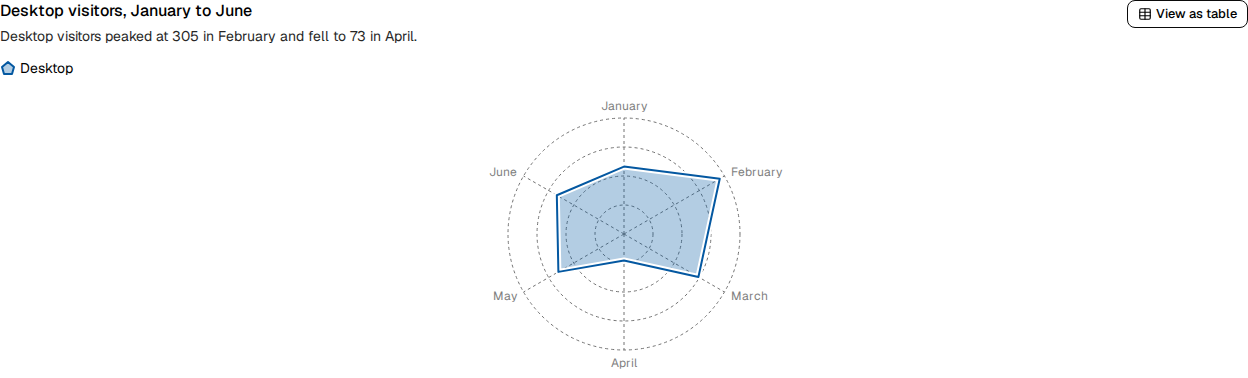 Desktop visitors, January to June
View as table
Desktop visitors peaked at 305 in February and fell to 73 in April.
Desktop
January
June
February
May
March
April